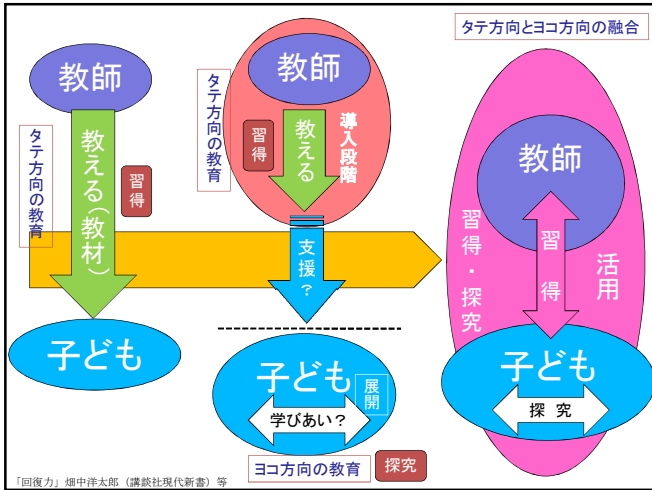 教師
タテ方向の教育
教える(教材)
習得
子ども
教師
タテ方向の教育
習得
教える
導入段階
支援?
子ども
展開
学びあい?
ヨコ方向の教育
探究
タテ方向とヨコ方向の融合
教師
習得・探究
習得
活用
子ども
探 究
「回復力」畑中洋太郎(講談社現代新書)等